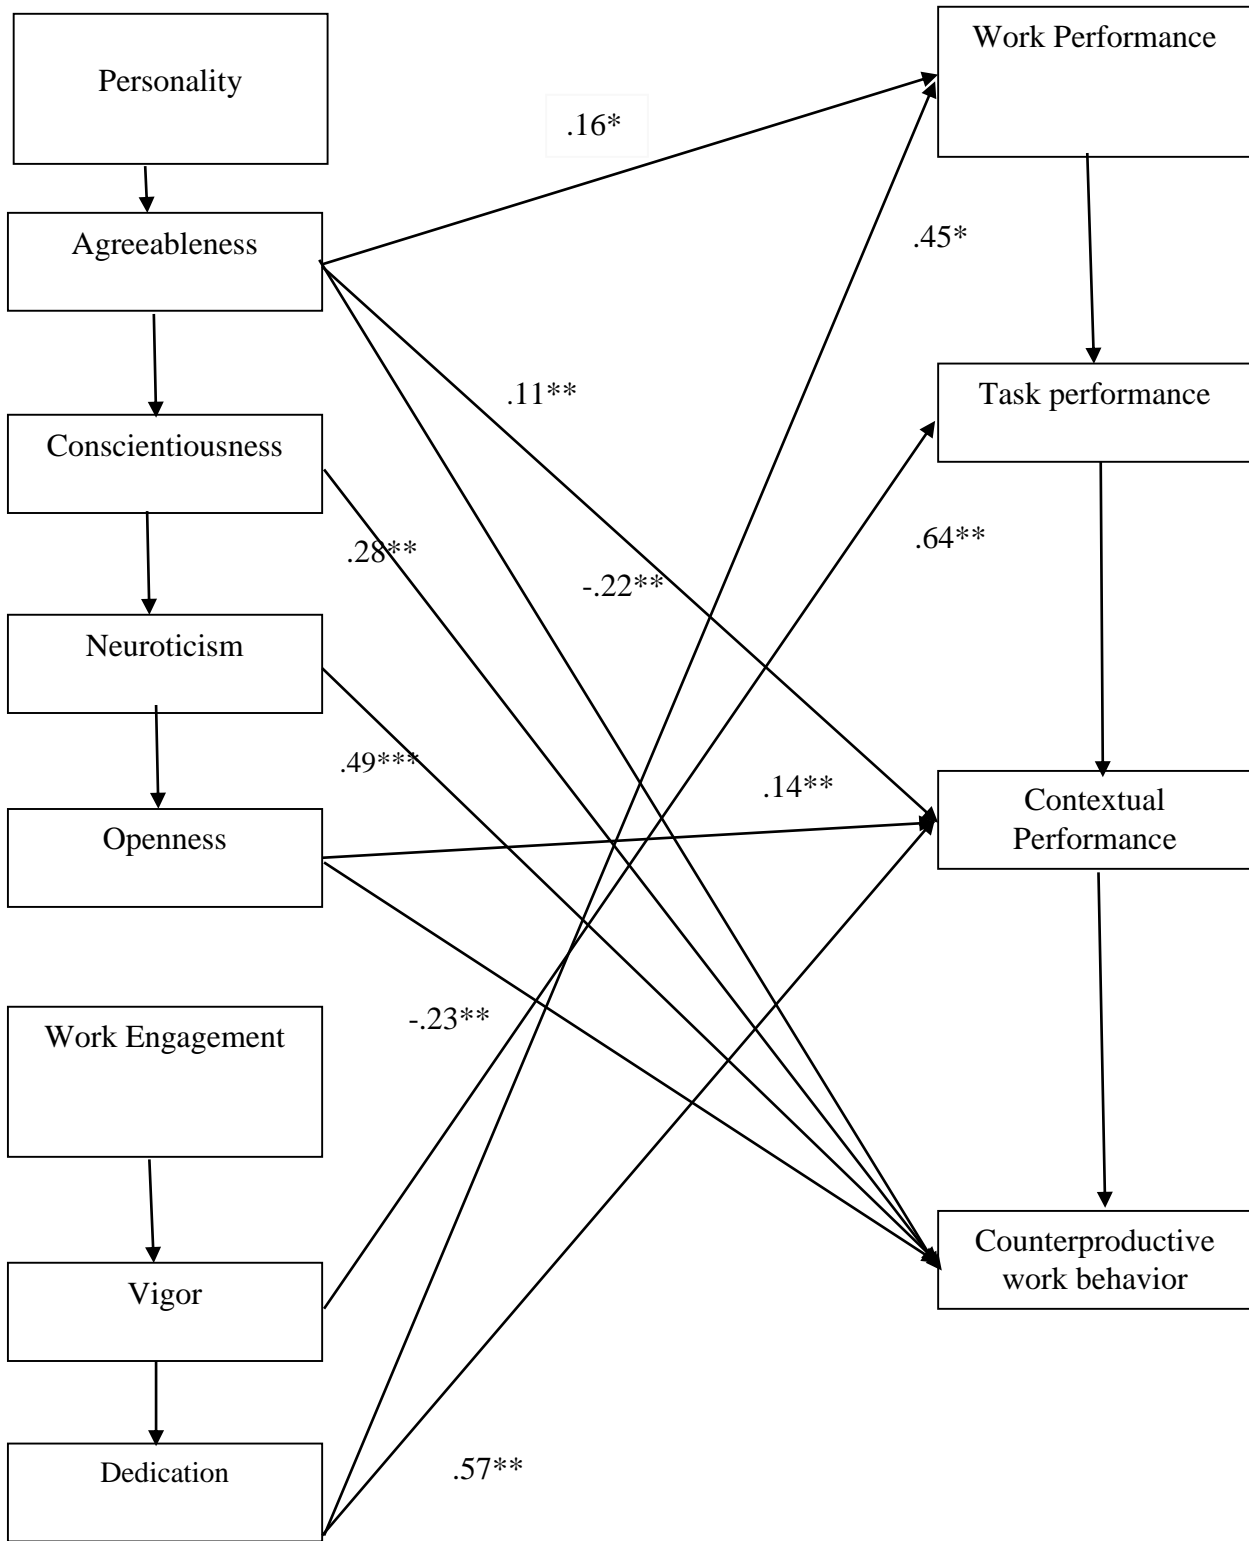 Personality
Work Performance
.16*
Agreeableness
.45*
.11**
Task performance
Conscientiousness
.28**
.64**
-.22**
Neuroticism
.49***
.14**
Openness
Contextual
Performance
-.23**
Work Engagement
Counterproductive
work behavior
Vigor
Dedication
.57**